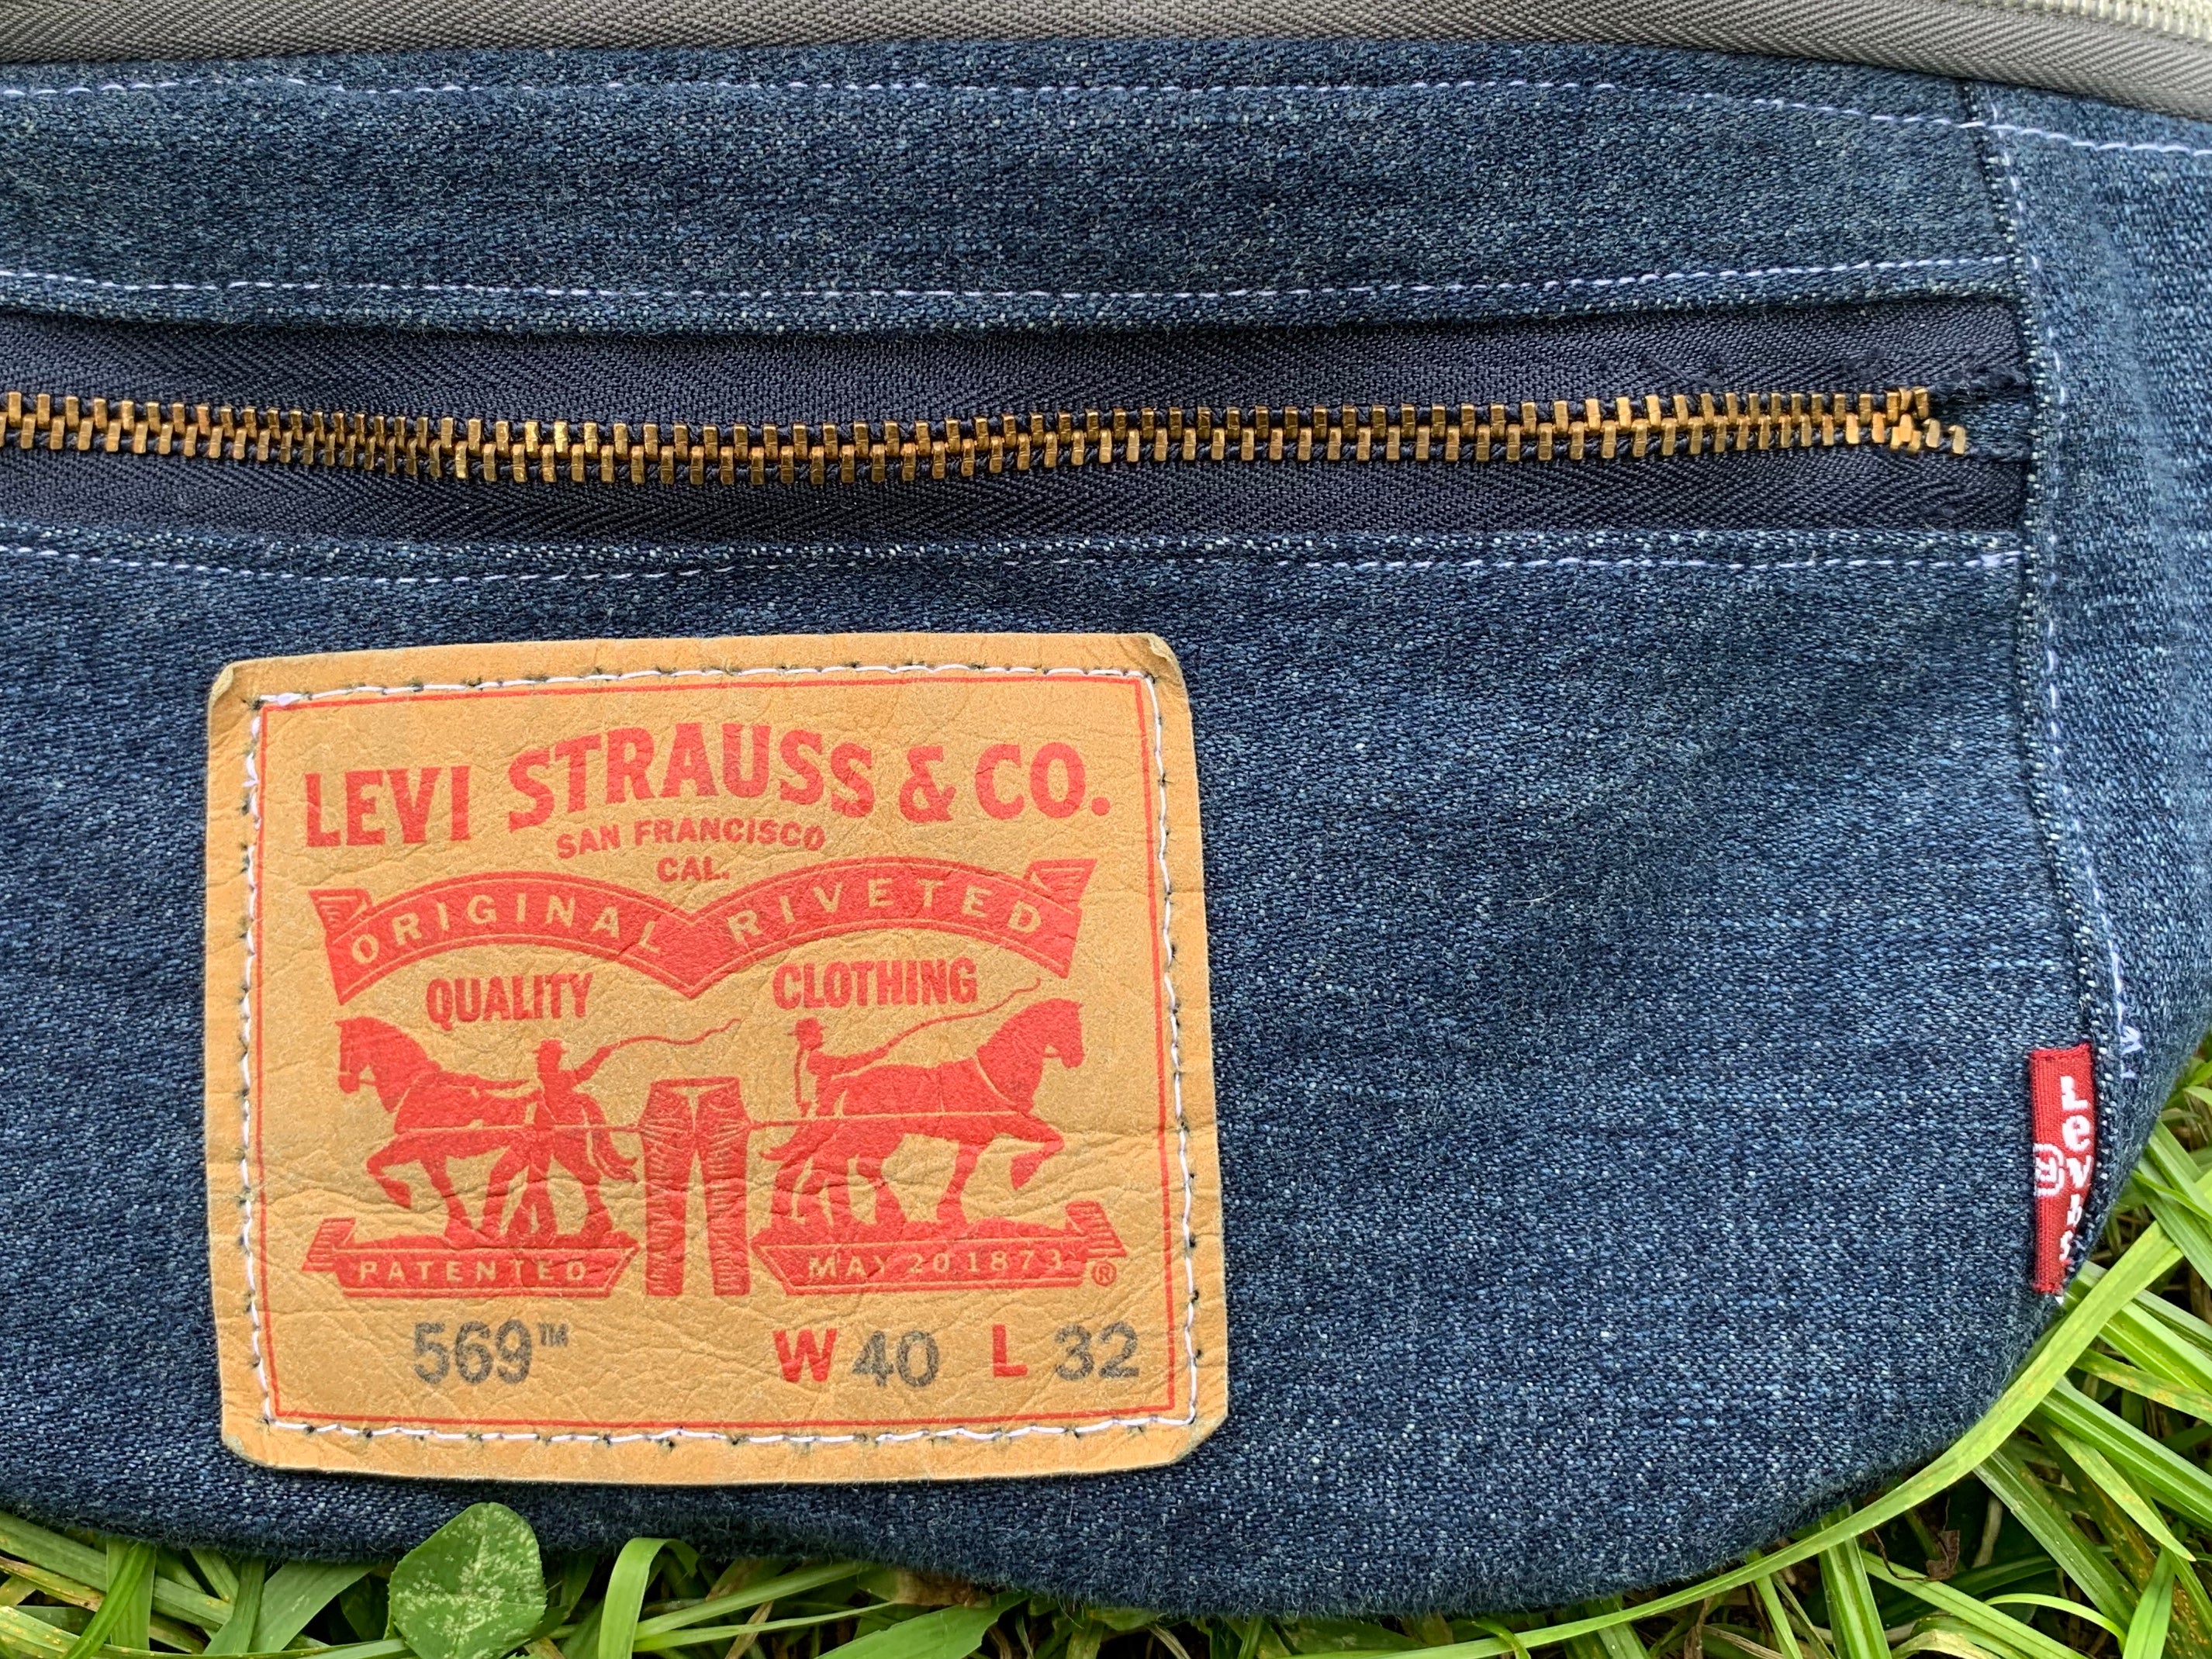 LEVI STRAUSS & CO.
SAN FRANCISCO
CAL.
ORIGINAL RIVETED
QUALITY CLOTHING
PATENTED MAY 20 1873 ®
569™ W 40 L 32
Levi's